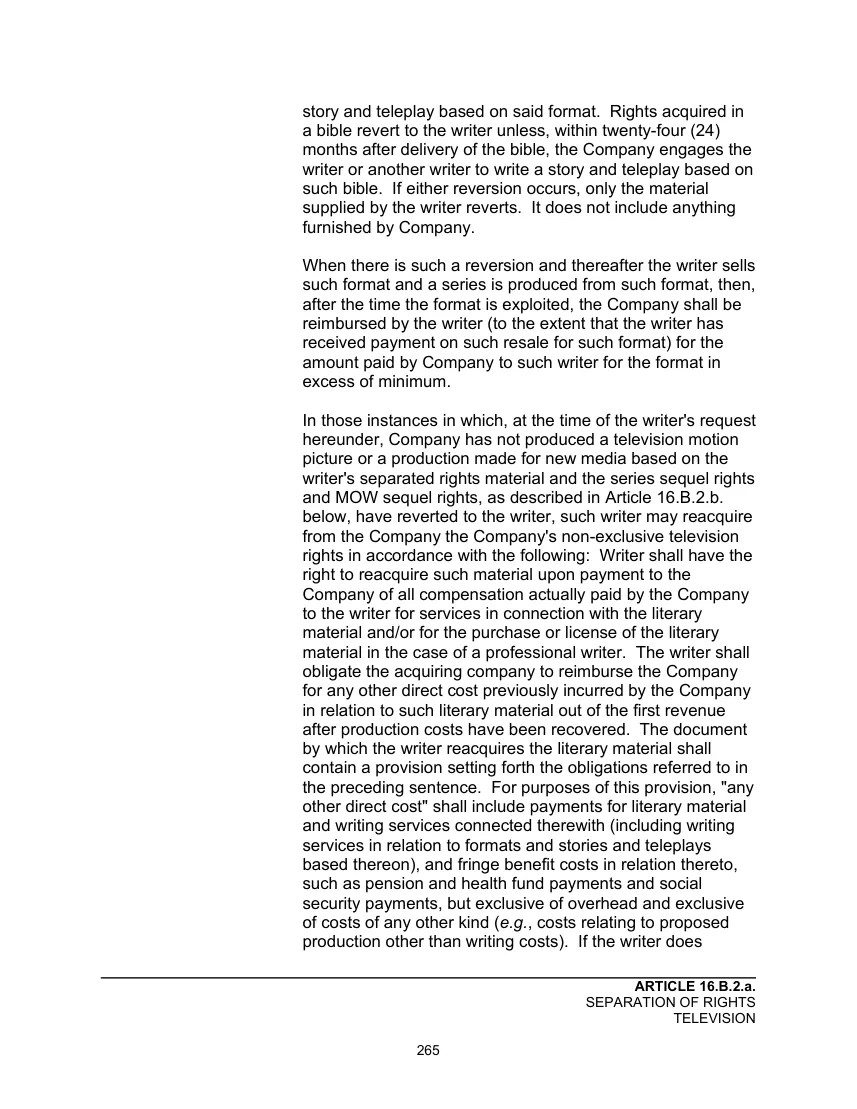 story and teleplay based on said format.  Rights acquired in
a bible revert to the writer unless, within twenty-four (24)
months after delivery of the bible, the Company engages the
writer or another writer to write a story and teleplay based on
such bible.  If either reversion occurs, only the material
supplied by the writer reverts.  It does not include anything
furnished by Company.
When there is such a reversion and thereafter the writer sells
such format and a series is produced from such format, then,
after the time the format is exploited, the Company shall be
reimbursed by the writer (to the extent that the writer has
received payment on such resale for such format) for the
amount paid by Company to such writer for the format in
excess of minimum.
In those instances in which, at the time of the writer's request
hereunder, Company has not produced a television motion
picture or a production made for new media based on the
writer's separated rights material and the series sequel rights
and MOW sequel rights, as described in Article 16.B.2.b.
below, have reverted to the writer, such writer may reacquire
from the Company the Company's non-exclusive television
rights in accordance with the following:  Writer shall have the
right to reacquire such material upon payment to the
Company of all compensation actually paid by the Company
to the writer for services in connection with the literary
material and/or for the purchase or license of the literary
material in the case of a professional writer.  The writer shall
obligate the acquiring company to reimburse the Company
for any other direct cost previously incurred by the Company
in relation to such literary material out of the first revenue
after production costs have been recovered.  The document
by which the writer reacquires the literary material shall
contain a provision setting forth the obligations referred to in
the preceding sentence.  For purposes of this provision, "any
other direct cost" shall include payments for literary material
and writing services connected therewith (including writing
services in relation to formats and stories and teleplays
based thereon), and fringe benefit costs in relation thereto,
such as pension and health fund payments and social
security payments, but exclusive of overhead and exclusive
of costs of any other kind (e.g., costs relating to proposed
production other than writing costs).  If the writer does
ARTICLE 16.B.2.a.
SEPARATION OF RIGHTS
TELEVISION
265